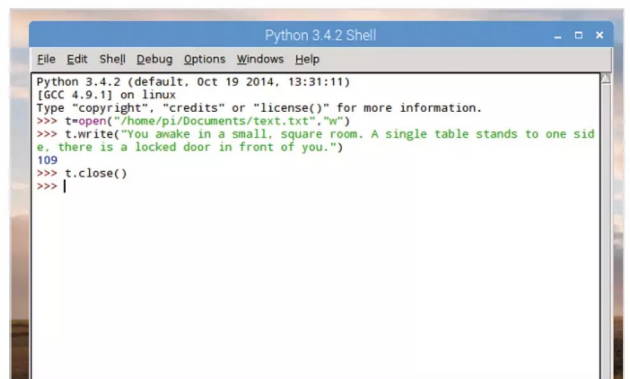 Python 3.4.2 Shell
File Edit Shell Debug Options Windows Help
Python 3.4.2 (default, Oct 19 2014, 13:31:11)
[GCC 4.9.1] on linux
Type "copyright", "credits" or "license()" for more information.
>>> t=open("/home/pi/Documents/text.txt","w")
>>> t.write("You awake in a small, square room. A single table stands to one sid
e, there is a locked door in front of you.")
109
>>> t.close()
>>>